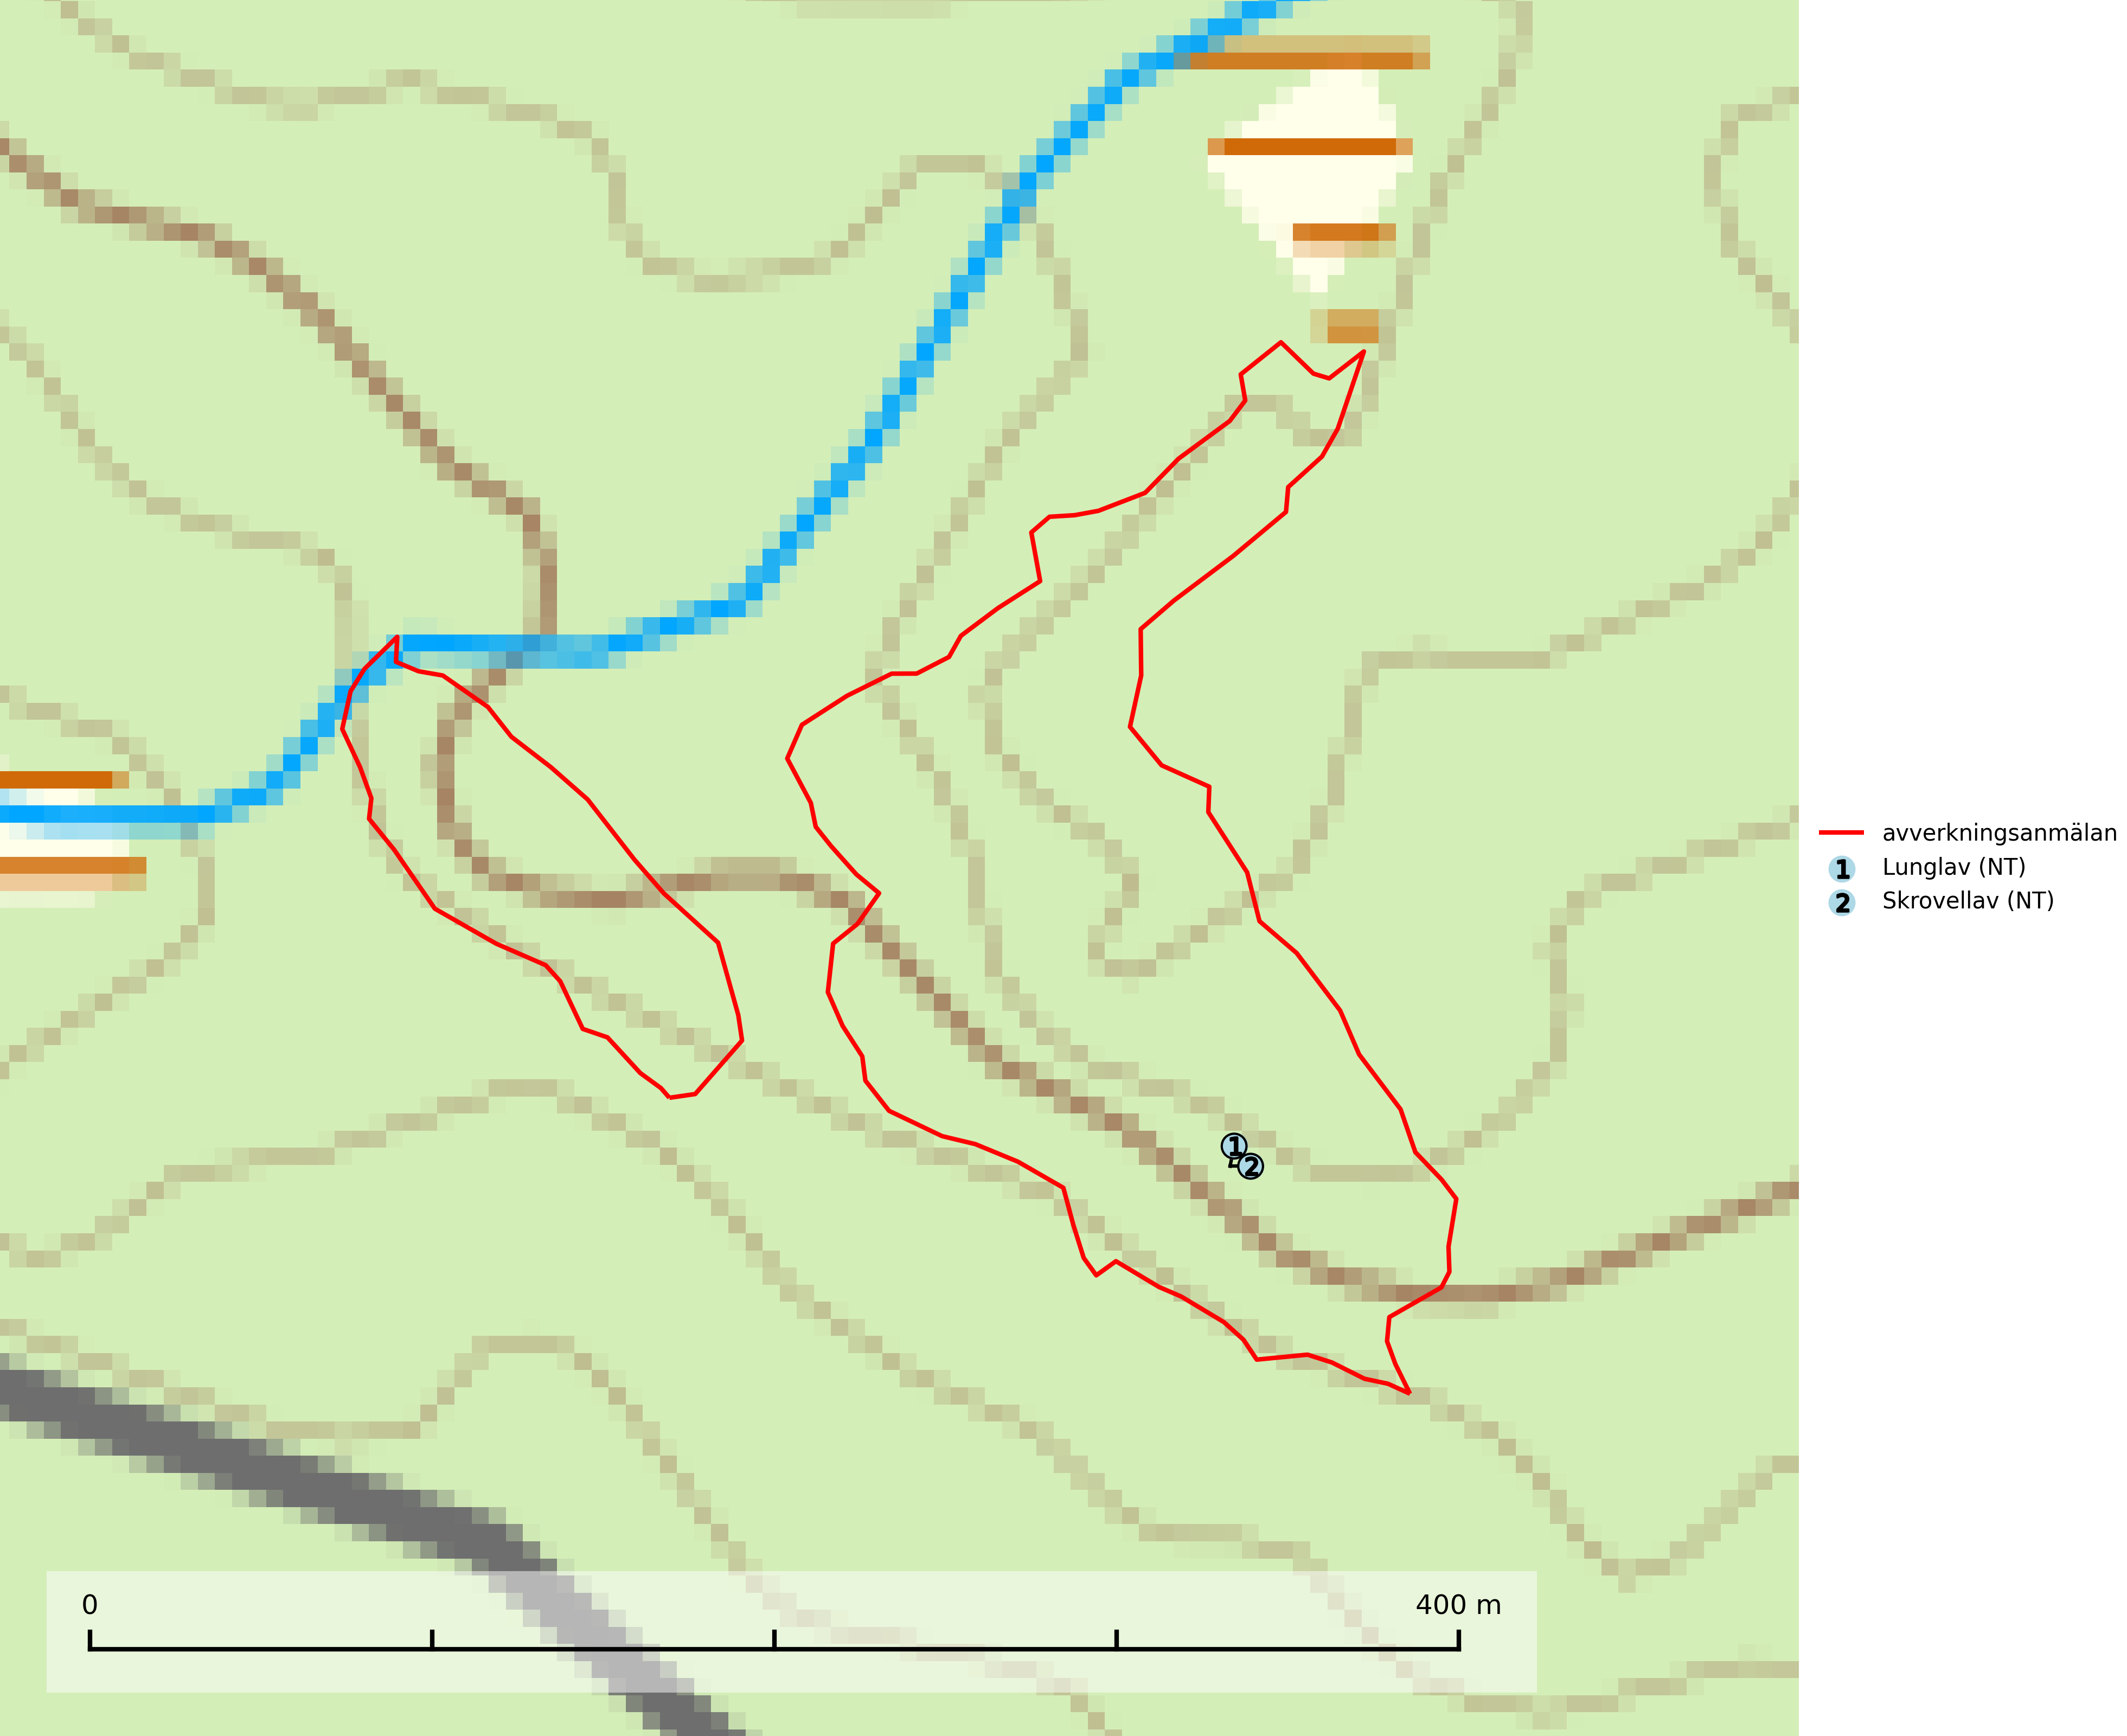 avverkningsanmälan
1 Lunglav (NT)
2 Skrovellav (NT)
1
2
0
400 m